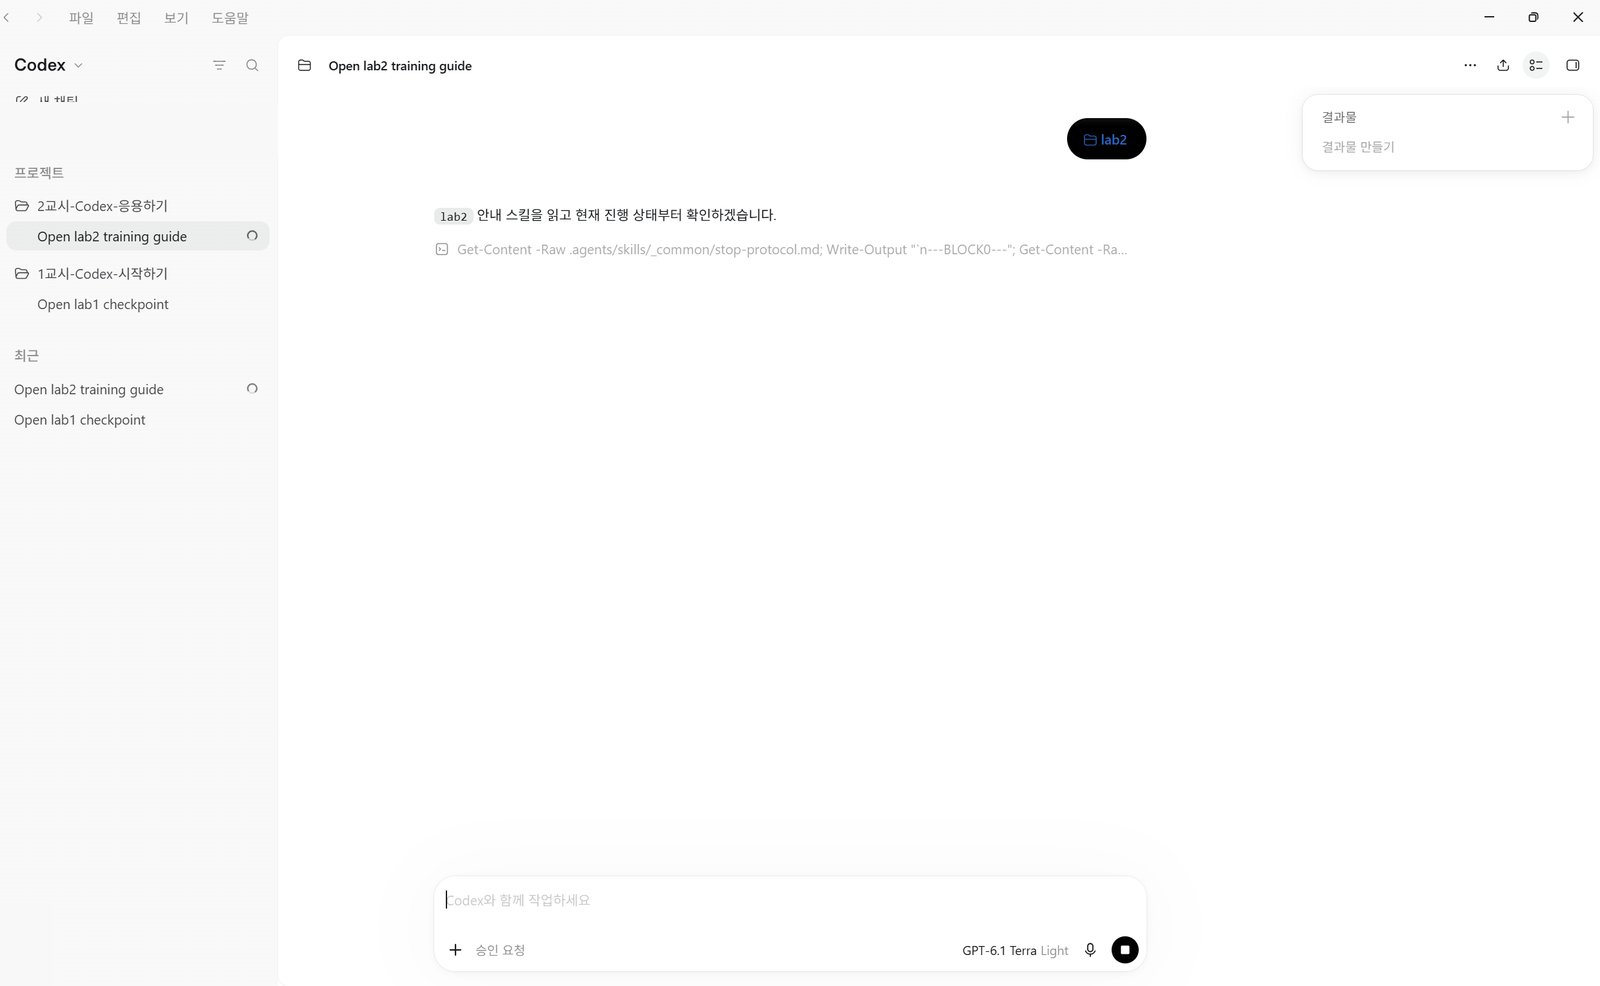 파일 편집 보기 도움말
Codex
새 채팅
프로젝트
2교시-Codex-응용하기
Open lab2 training guide
1교시-Codex-시작하기
Open lab1 checkpoint
최근
Open lab2 training guide
Open lab1 checkpoint
Open lab2 training guide
lab2
lab2 안내 스킬을 읽고 현재 진행 상태부터 확인하겠습니다.
Get-Content -Raw .agents/skills/_common/stop-protocol.md; Write-Output "`n---BLOCK0---"; Get-Content -Ra...
결과물
결과물 만들기
Codex와 함께 작업하세요
승인 요청
GPT-6.1 Terra Light